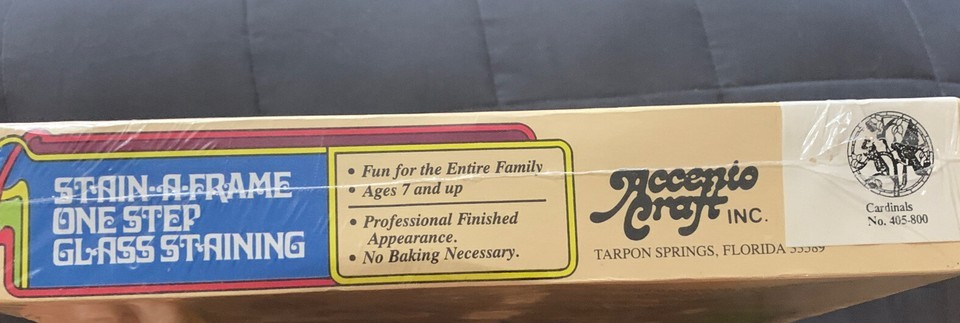 STAIN-A-FRAME
ONE STEP
GLASS STAINING
• Fun for the Entire Family
• Ages 7 and up
• Professional Finished
Appearance.
• No Baking Necessary.
Accento
Craft INC.
TARPON SPRINGS, FLORIDA
Cardinals
No. 405-800